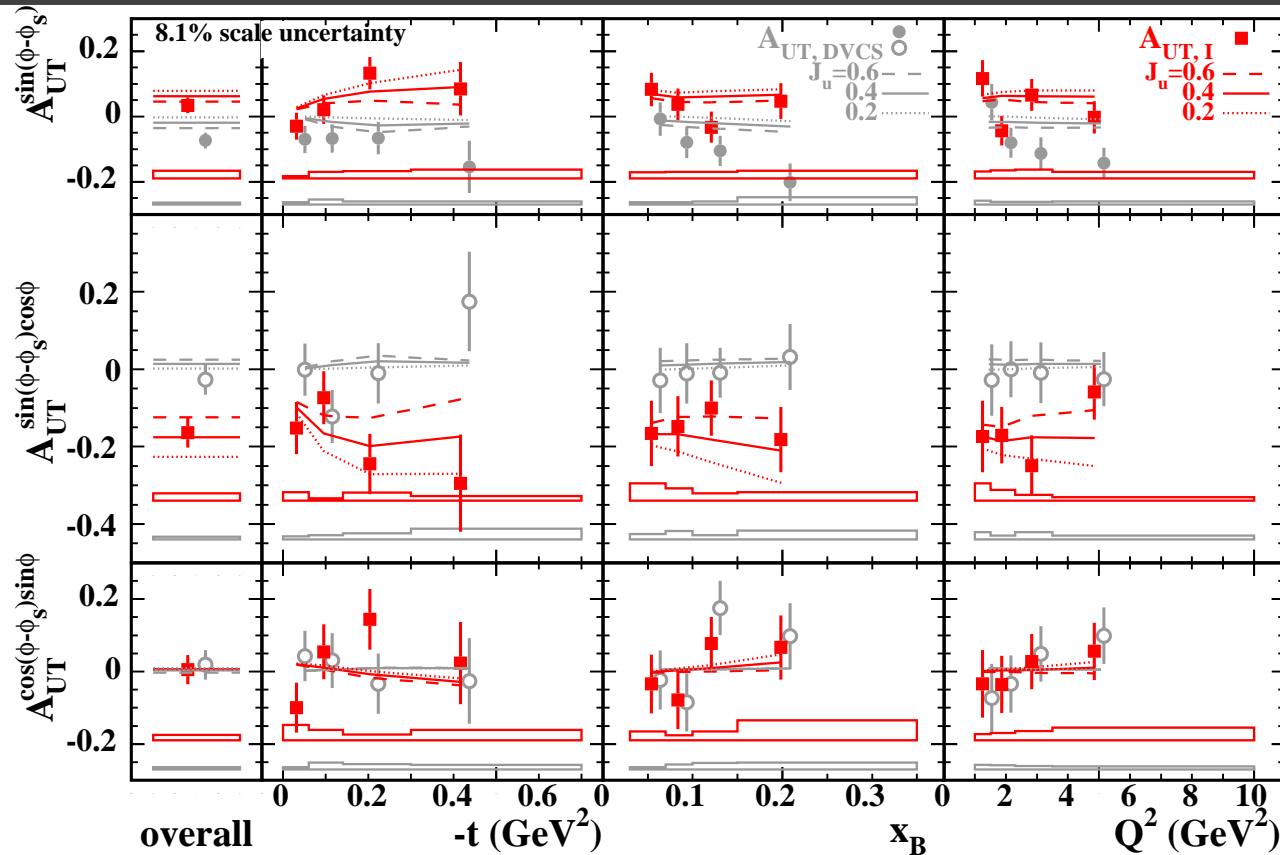 8.1% scale uncertainty
A_UT^sin(ϕ-ϕ_s)
0.2
0
-0.2
A_UT, DVCS
J_u=0.6
0.4
0.2
A_UT, I
J_u=0.6
0.4
0.2
A_UT^sin(ϕ-ϕ_s)cosϕ
0.2
0
-0.2
-0.4
A_UT^cos(ϕ-ϕ_s)sinϕ
0.2
0
-0.2
0 0.2 0.4 0.6 0 0.1 0.2 0.3 0 2 4 6 8 10
overall -t (GeV²) x_B Q² (GeV²)